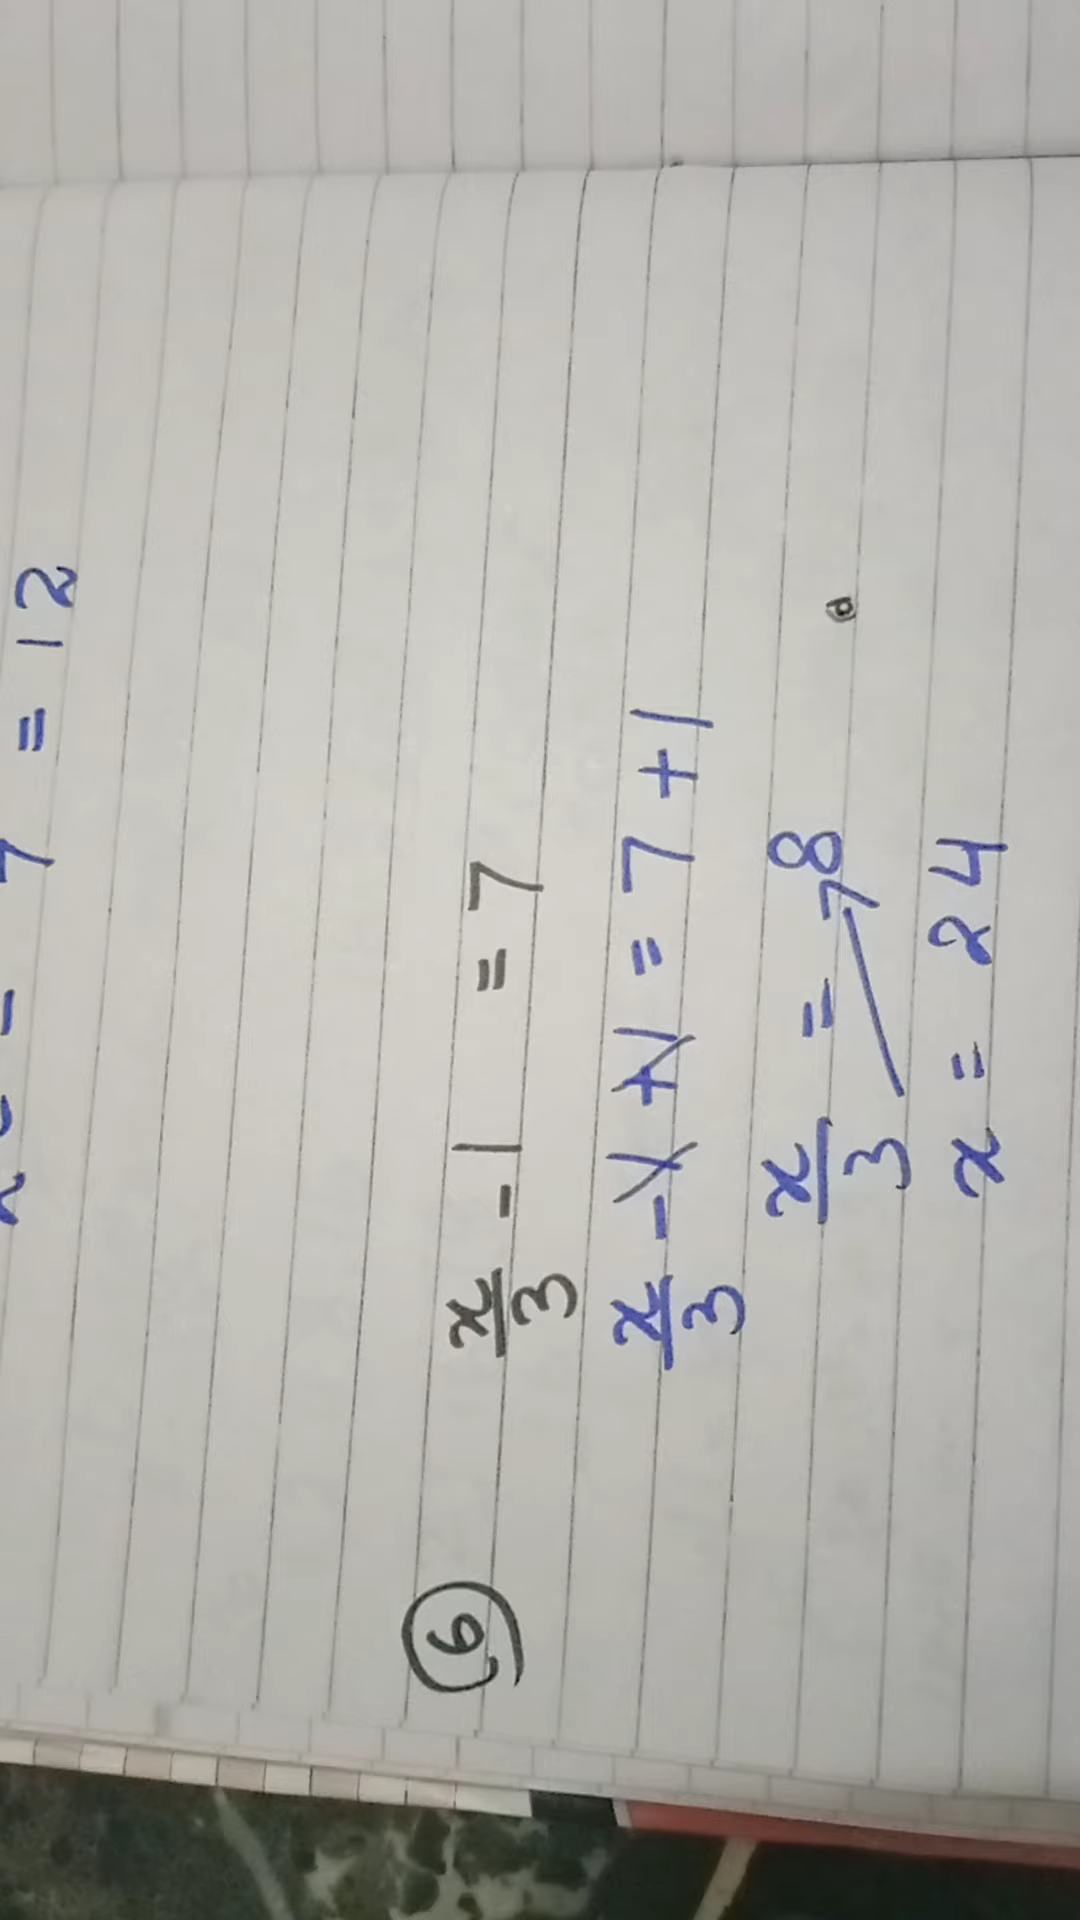 = 12
⑥ x/3 - 1 = 7
x/3 - 1 + 1 = 7 + 1
x/3 = 8
x = 24